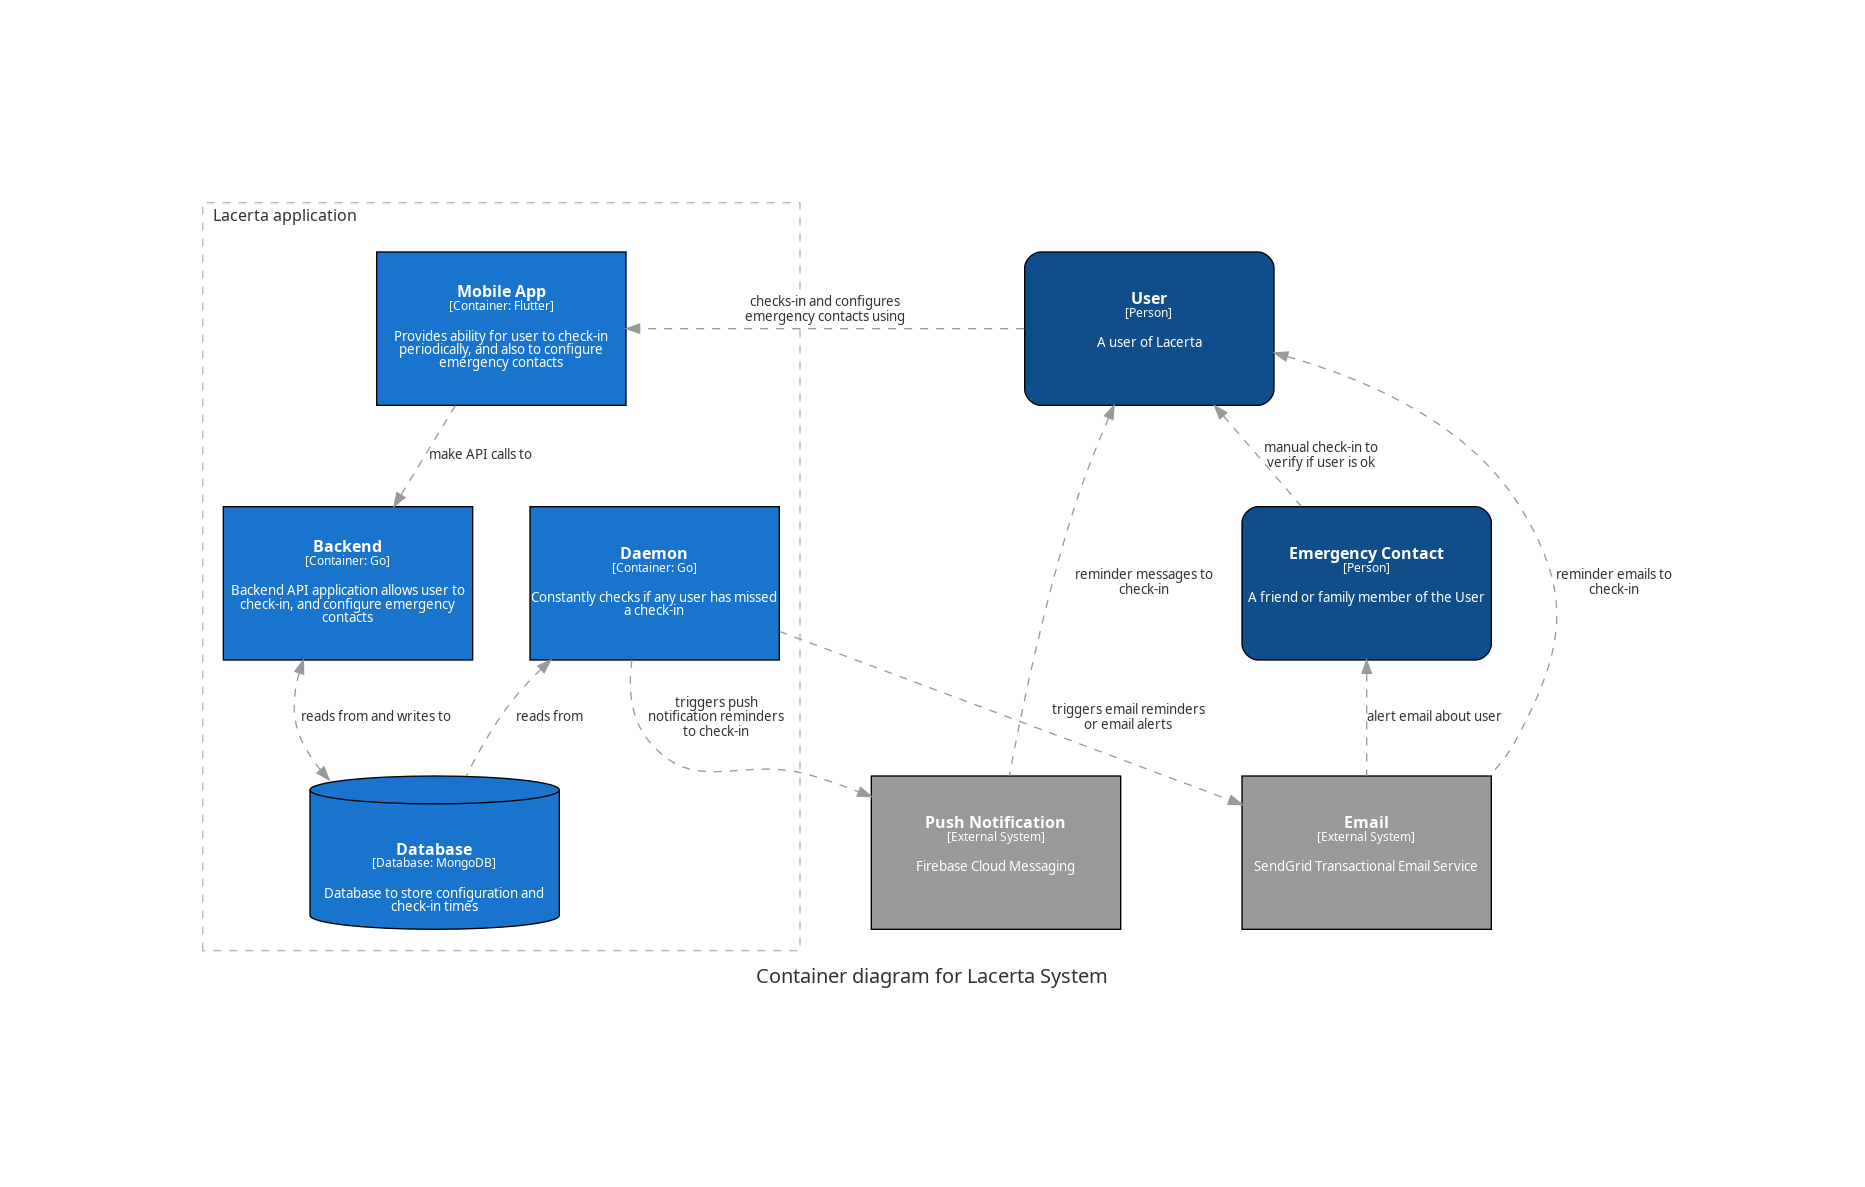 Lacerta application
Mobile App
[Container: Flutter]
Provides ability for user to check-in
periodically, and also to configure
emergency contacts
checks-in and configures
emergency contacts using
User
[Person]
A user of Lacerta
make API calls to
manual check-in to
verify if user is ok
Backend
[Container: Go]
Backend API application allows user to
check-in, and configure emergency
contacts
Daemon
[Container: Go]
Constantly checks if any user has missed
a check-in
reminder messages to
check-in
Emergency Contact
[Person]
A friend or family member of the User
reminder emails to
check-in
reads from and writes to
reads from
triggers push
notification reminders
to check-in
triggers email reminders
or email alerts
alert email about user
Database
[Database: MongoDB]
Database to store configuration and
check-in times
Push Notification
[External System]
Firebase Cloud Messaging
Email
[External System]
SendGrid Transactional Email Service
Container diagram for Lacerta System